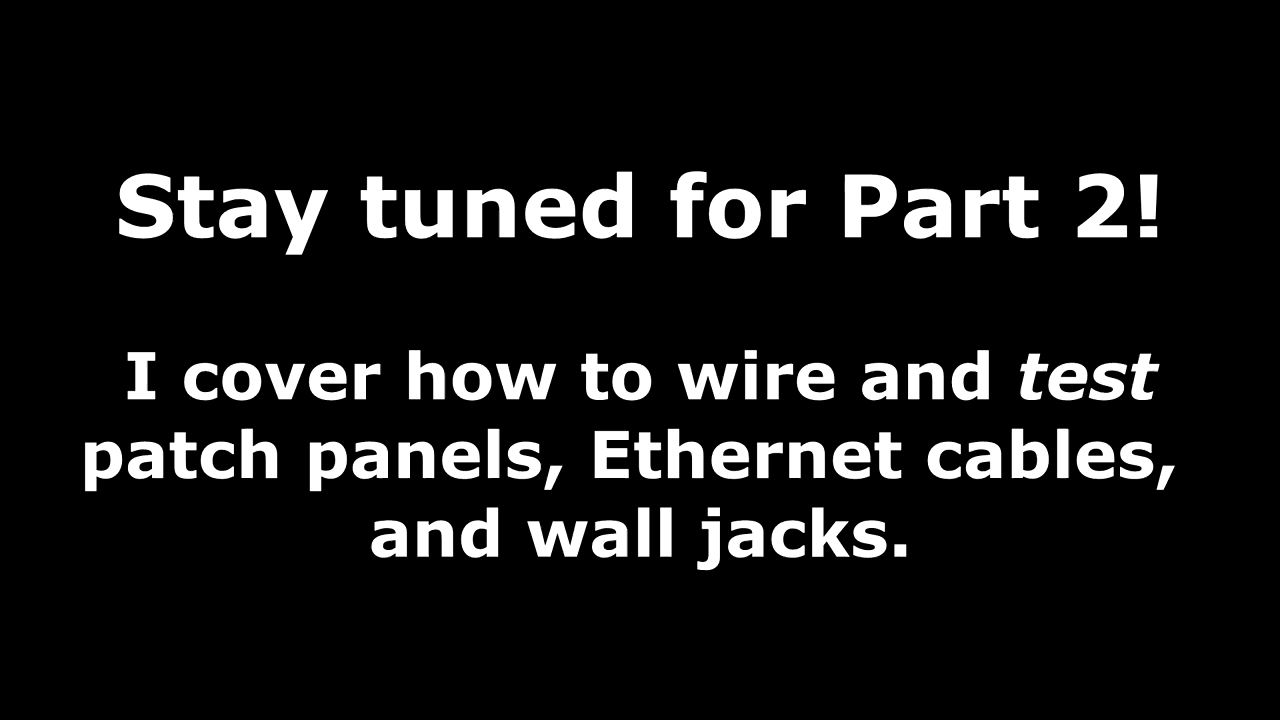 Stay tuned for Part 2!
I cover how to wire and test
patch panels, Ethernet cables,
and wall jacks.